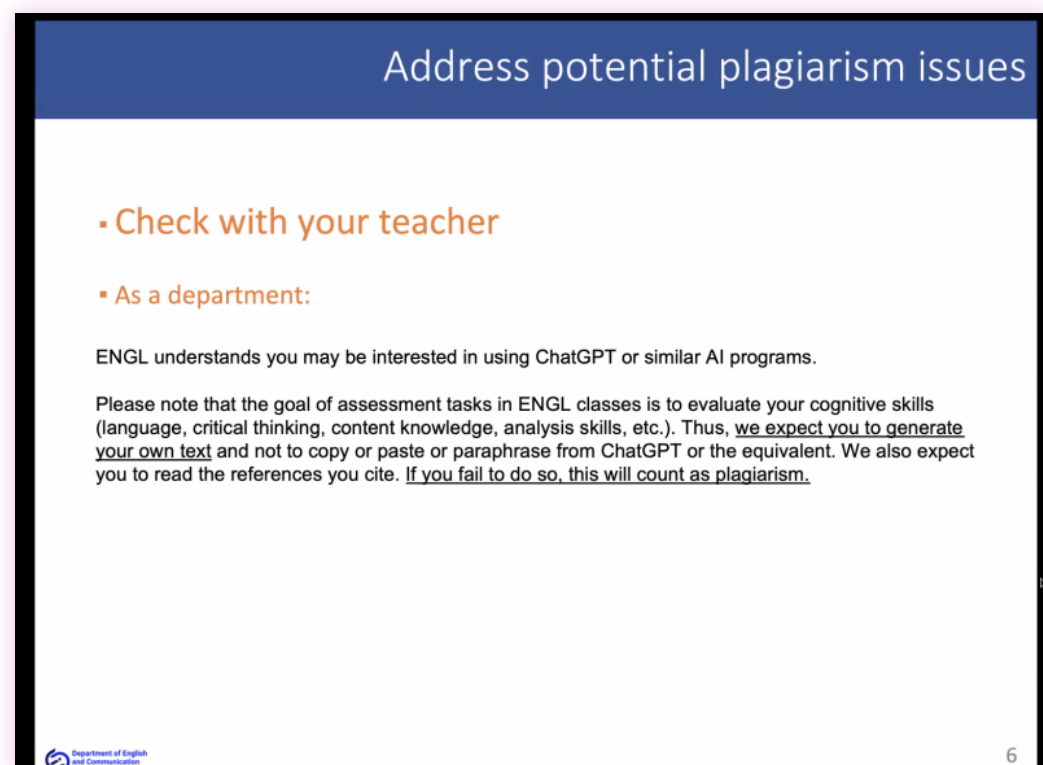 Address potential plagiarism issues
▪ Check with your teacher
▪ As a department:
ENGL understands you may be interested in using ChatGPT or similar AI programs.
Please note that the goal of assessment tasks in ENGL classes is to evaluate your cognitive skills
(language, critical thinking, content knowledge, analysis skills, etc.). Thus, we expect you to generate
your own text and not to copy or paste or paraphrase from ChatGPT or the equivalent. We also expect
you to read the references you cite. If you fail to do so, this will count as plagiarism.
Department of English
and Communication
6